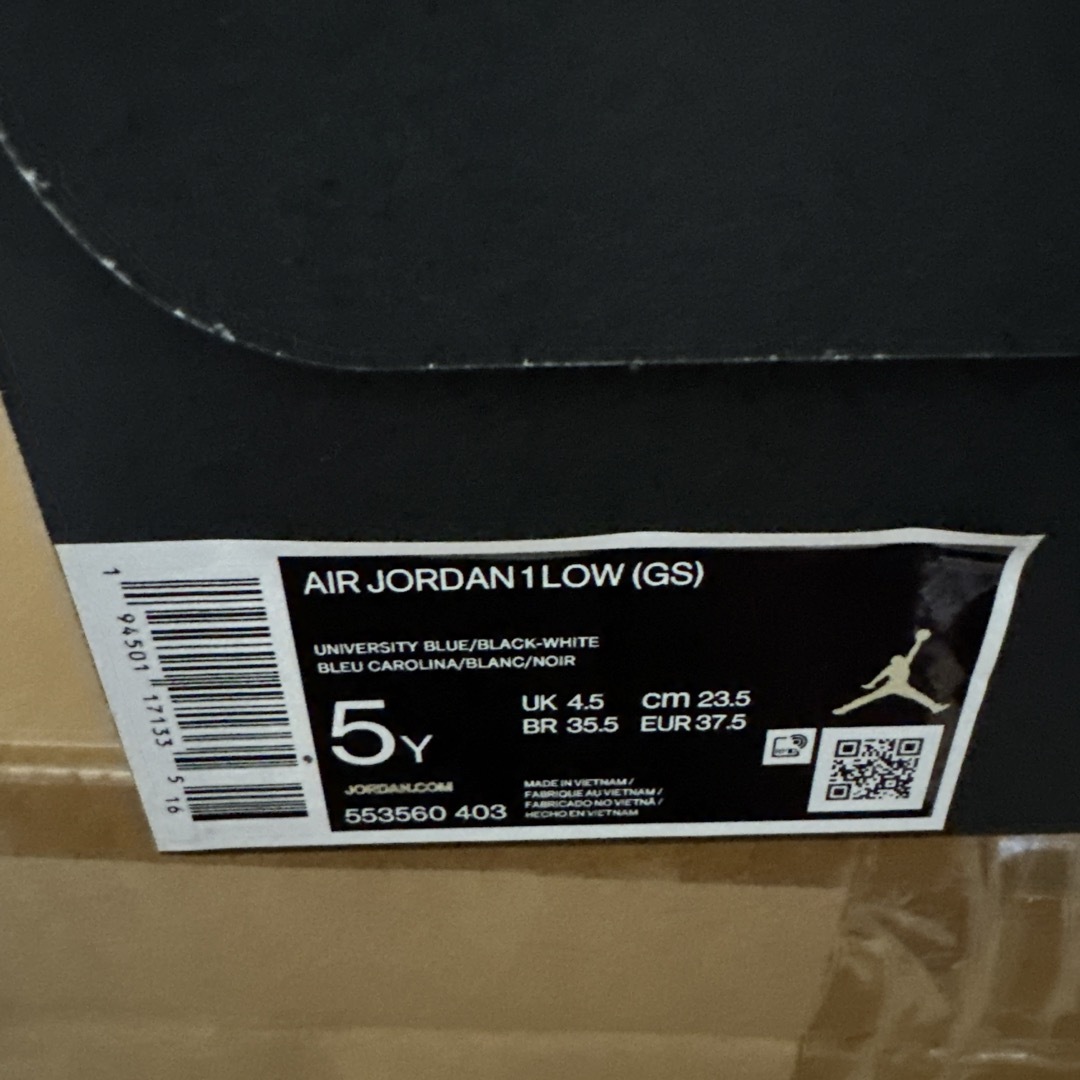 AIR JORDAN 1 LOW (GS)
UNIVERSITY BLUE/BLACK-WHITE
BLEU CAROLINA/BLANC/NOIR
5Y
UK 4.5 cm 23.5
BR 35.5 EUR 37.5
JORDAN.COM
553560 403
MADE IN VIETNAM /
FABRIQUE AU VIETNAM /
FABRICADO NO VIETNÃ /
HECHO EN VIETNAM
1 94501 17133 5 16